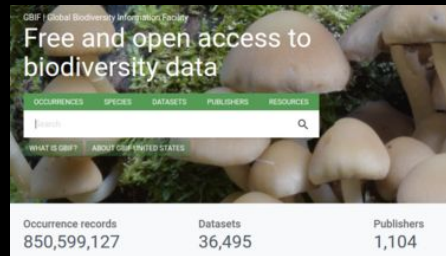 GBIF | Global Biodiversity Information Facility
Free and open access to
biodiversity data
OCCURRENCES SPECIES DATASETS PUBLISHERS RESOURCES
Search
WHAT IS GBIF? ABOUT GBIF UNITED STATES
Occurrence records Datasets Publishers
850,599,127 36,495 1,104